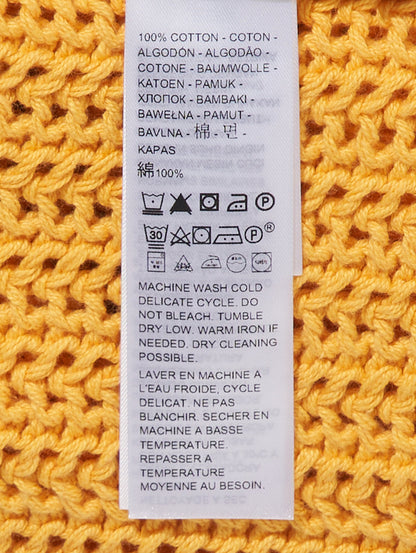 100% COTTON - COTON -
ALGODÓN - ALGODÃO -
COTONE - BAUMWOLLE -
KATOEN - PAMUK -
ХЛОПОК - BAMBAKI -
BAWEŁNA - PAMUT -
BAVLNA - 棉 - 면 -
KAPAS
綿100%
30
P
P®
MACHINE WASH COLD
DELICATE CYCLE. DO
NOT BLEACH. TUMBLE
DRY LOW. WARM IRON IF
NEEDED. DRY CLEANING
POSSIBLE.
LAVER EN MACHINE A
L'EAU FROIDE, CYCLE
DELICAT. NE PAS
BLANCHIR. SECHER EN
MACHINE A BASSE
TEMPERATURE.
REPASSER A
TEMPERATURE
MOYENNE AU BESOIN.